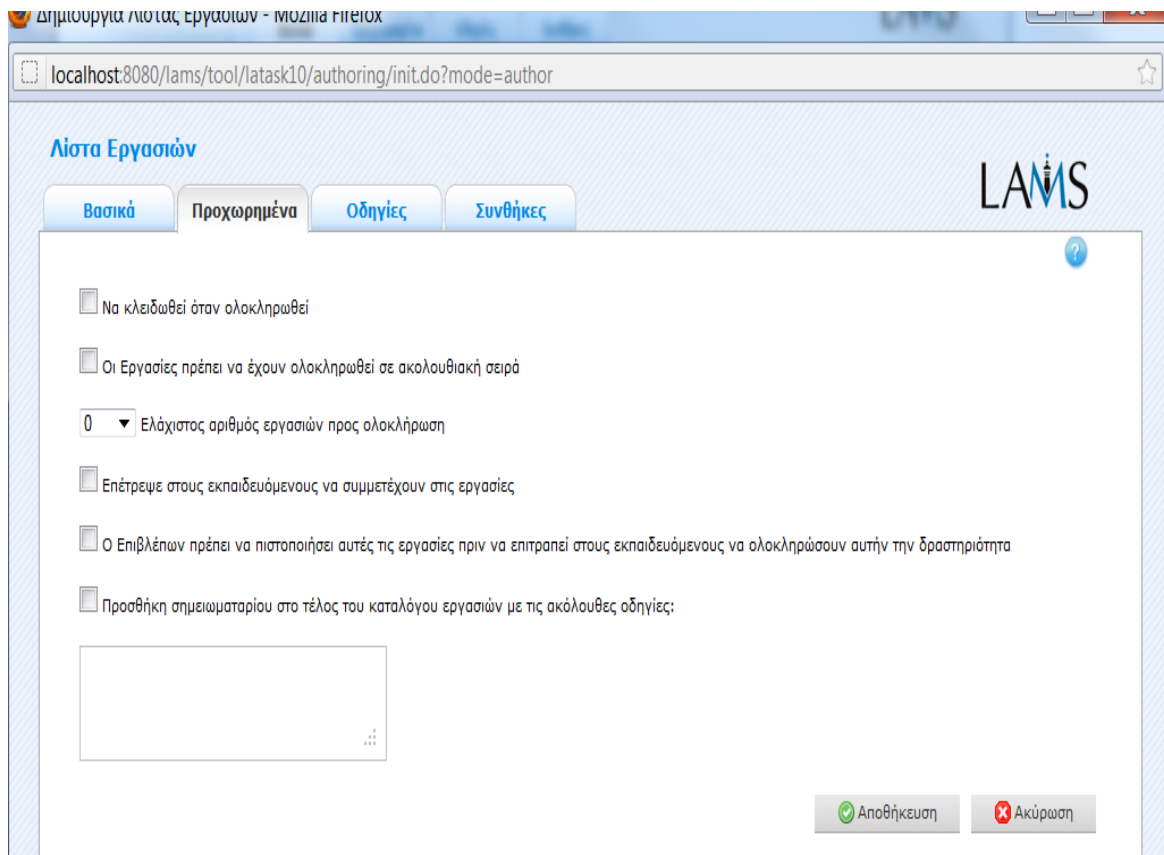 Δημιουργία Λίστας Εργασιών - Mozilla Firefox
localhost:8080/lams/tool/latask10/authoring/init.do?mode=author
Λίστα Εργασιών
LAMS
Βασικά Προχωρημένα Οδηγίες Συνθήκες
?
Να κλειδωθεί όταν ολοκληρωθεί
Οι Εργασίες πρέπει να έχουν ολοκληρωθεί σε ακολουθιακή σειρά
0 Ελάχιστος αριθμός εργασιών προς ολοκλήρωση
Επέτρεψε στους εκπαιδευόμενους να συμμετέχουν στις εργασίες
Ο Επιβλέπων πρέπει να πιστοποιήσει αυτές τις εργασίες πριν να επιτραπεί στους εκπαιδευόμενους να ολοκληρώσουν αυτήν την δραστηριότητα
Προσθήκη σημειωματαρίου στο τέλος του καταλόγου εργασιών με τις ακόλουθες οδηγίες:
Αποθήκευση Ακύρωση